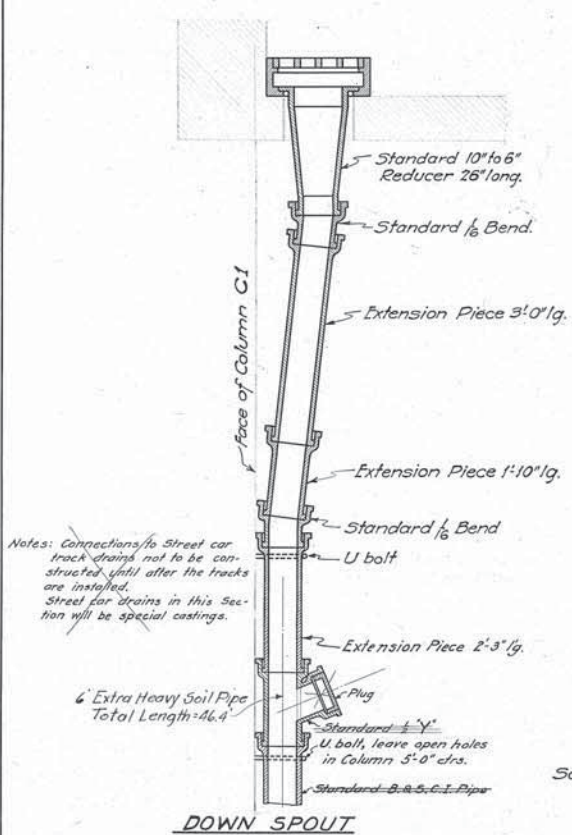 Standard 10" to 6"
Reducer 26" long.
Standard 1/16 Bend.
Extension Piece 3'-0" lg.
Face of Column C1
Extension Piece 1'-10" lg.
Standard 1/16 Bend
Notes: Connections to Street car
track drains not to be con-
structed until after the tracks
are installed.
Street car drains in this Sec-
tion will be special castings.
U bolt
Extension Piece 2'-3" lg.
6" Extra Heavy Soil Pipe
Total Length = 46.4'
Plug
Standard 1/2 "Y"
U. bolt, leave open holes
in Column 5'-0" ctrs.
Standard B. & S. C. I. Pipe
DOWN SPOUT